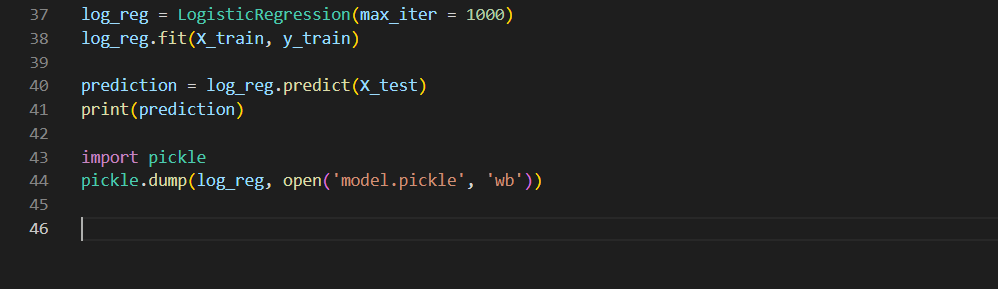 37 log_reg = LogisticRegression(max_iter = 1000)
38 log_reg.fit(X_train, y_train)
39
40 prediction = log_reg.predict(X_test)
41 print(prediction)
42
43 import pickle
44 pickle.dump(log_reg, open('model.pickle', 'wb'))
45
46